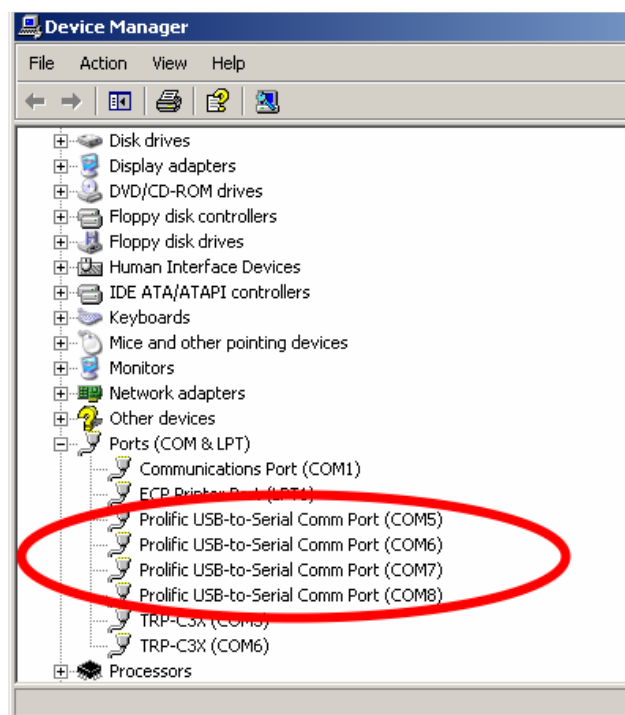 Device Manager
File Action View Help
Disk drives
Display adapters
DVD/CD-ROM drives
Floppy disk controllers
Floppy disk drives
Human Interface Devices
IDE ATA/ATAPI controllers
Keyboards
Mice and other pointing devices
Monitors
Network adapters
Other devices
Ports (COM & LPT)
Communications Port (COM1)
ECP Printer Port (LPT1)
Prolific USB-to-Serial Comm Port (COM5)
Prolific USB-to-Serial Comm Port (COM6)
Prolific USB-to-Serial Comm Port (COM7)
Prolific USB-to-Serial Comm Port (COM8)
TRP-C3X
TRP-C3X (COM6)
Processors